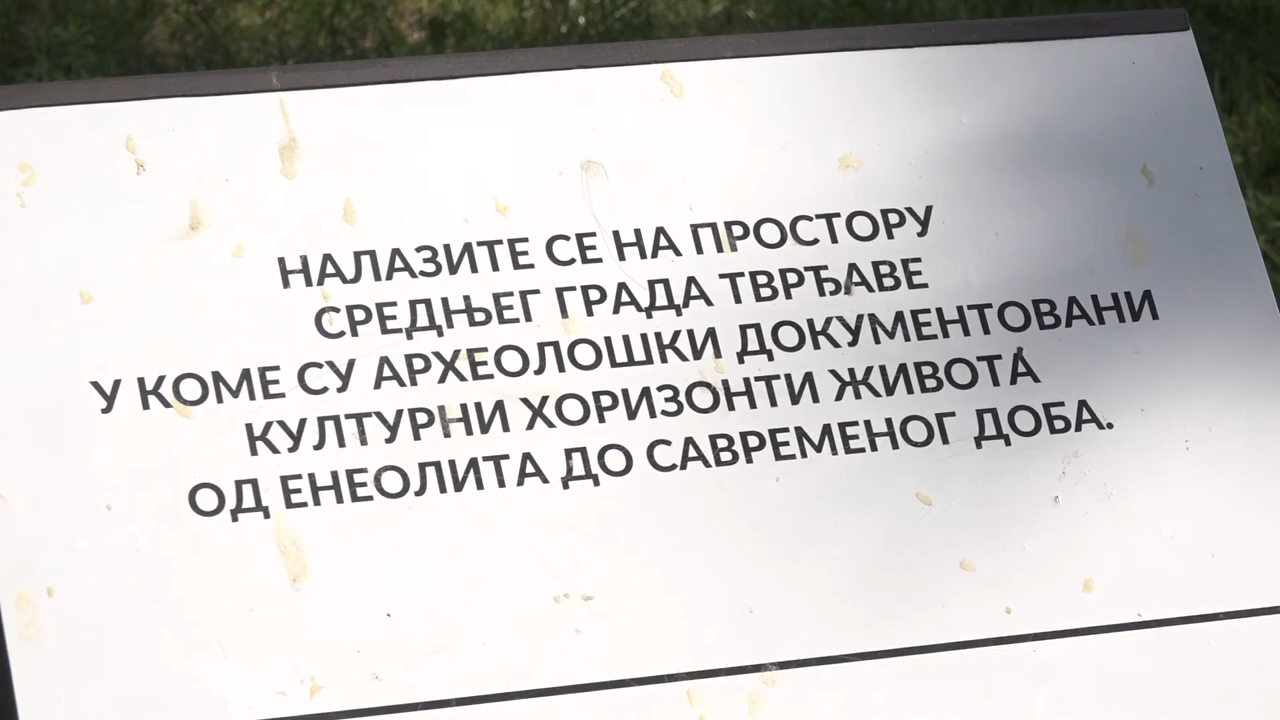 НАЛАЗИТЕ СЕ НА ПРОСТОРУ
СРЕДЊЕГ ГРАДА ТВРЂАВЕ
У КОМЕ СУ АРХЕОЛОШКИ ДОКУМЕНТОВАНИ
КУЛТУРНИ ХОРИЗОНТИ ЖИВОТА
ОД ЕНЕОЛИТА ДО САВРЕМЕНОГ ДОБА.